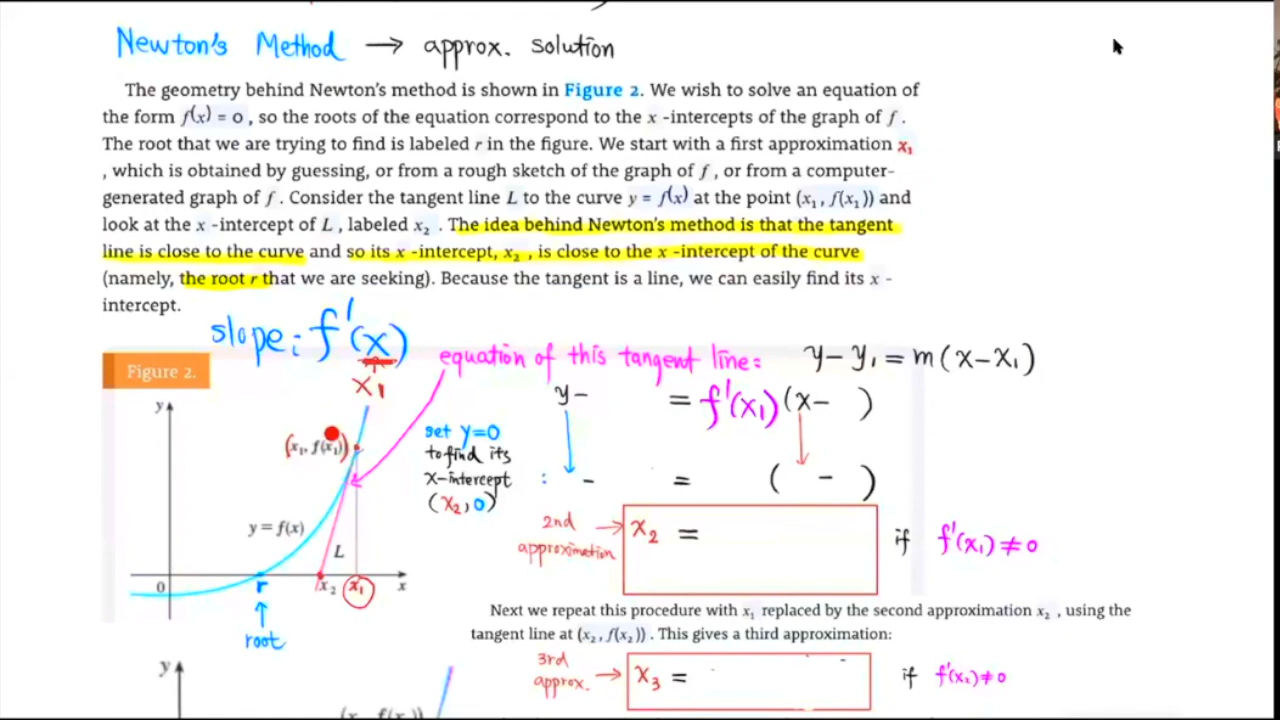 Newton's Method → approx. solution
The geometry behind Newton's method is shown in Figure 2. We wish to solve an equation of
the form f(x) = 0 , so the roots of the equation correspond to the x -intercepts of the graph of f .
The root that we are trying to find is labeled r in the figure. We start with a first approximation x₁
, which is obtained by guessing, or from a rough sketch of the graph of f , or from a computer-
generated graph of f . Consider the tangent line L to the curve y = f(x) at the point (x₁ , f(x₁)) and
look at the x -intercept of L , labeled x₂ . The idea behind Newton's method is that the tangent
line is close to the curve and so its x -intercept, x₂ , is close to the x -intercept of the curve
(namely, the root r that we are seeking). Because the tangent is a line, we can easily find its x -
intercept.
slope: f'(x)
x₁
equation of this tangent line: y - y₁ = m(x - x₁)
Figure 2.
y - = f'(x₁)(x - )
y
(x₁, f(x₁))
set y=0
to find its
x-intercept
(x₂, 0)
: - = ( - )
y = f(x)
L
0
r
x₂
x₁
x
root
2nd
approximation
→ x₂ = if f'(x₁) ≠ 0
Next we repeat this procedure with x₁ replaced by the second approximation x₂ , using the
tangent line at (x₂ , f(x₂)) . This gives a third approximation:
3rd
approx.
→ x₃ = if f'(x₂) ≠ 0
y